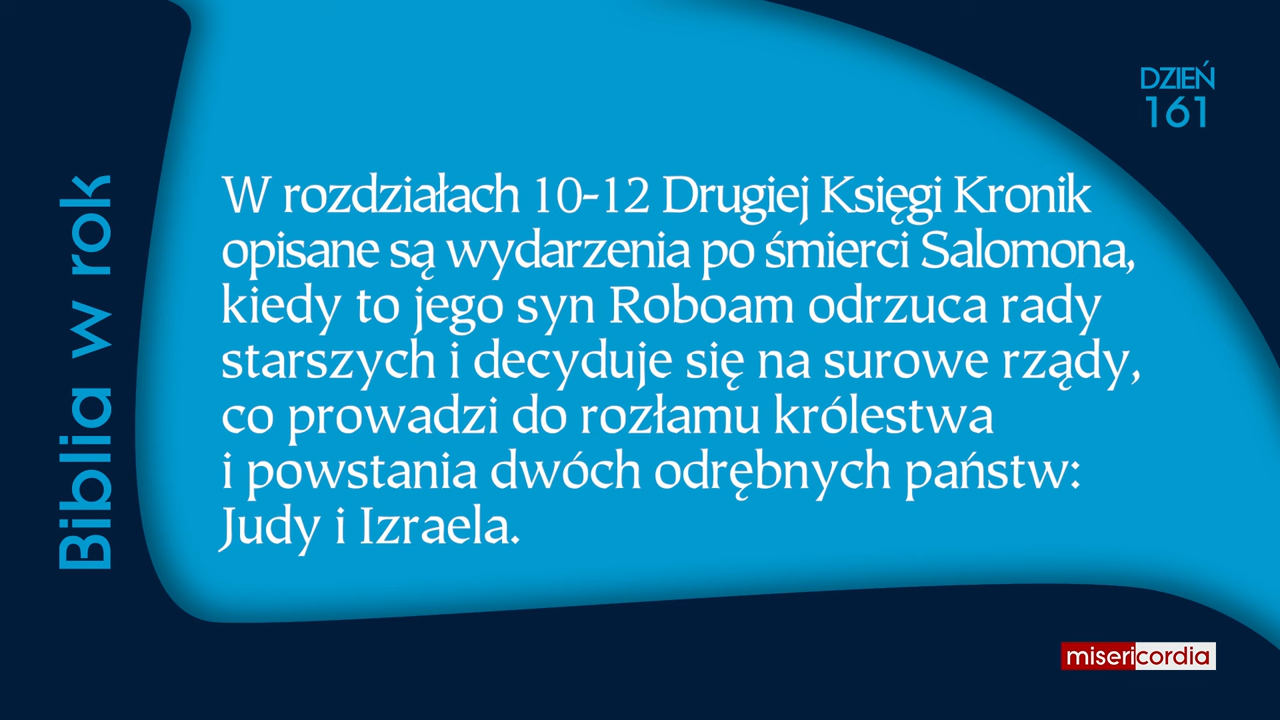 Biblia w rok
DZIEŃ
161
W rozdziałach 10-12 Drugiej Księgi Kronik
opisane są wydarzenia po śmierci Salomona,
kiedy to jego syn Roboam odrzuca rady
starszych i decyduje się na surowe rządy,
co prowadzi do rozłamu królestwa
i powstania dwóch odrębnych państw:
Judy i Izraela.
misericordia